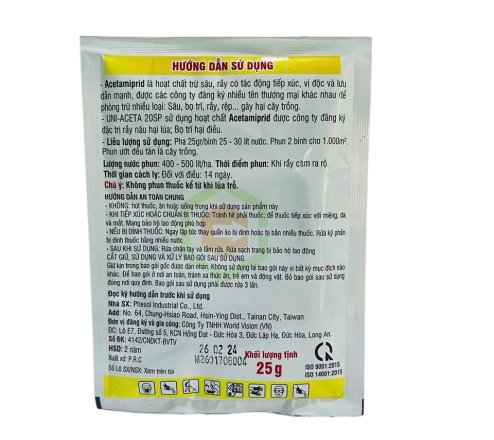 HƯỚNG DẪN SỬ DỤNG
- Acetamiprid là hoạt chất trừ sâu, rầy có tác động tiếp xúc, vị độc và lưu
dẫn mạnh, được các công ty đăng ký nhiều tên thương mại khác nhau để
phòng trừ nhiều loại: Sâu, bọ trĩ, rầy, rệp... gây hại cây trồng.
- UNI-ACETA 20SP sử dụng hoạt chất Acetamiprid được công ty đăng ký
đặc trị rầy nâu hại lúa; Bọ trĩ hại điều.
- Liều lượng sử dụng: Pha 25g/bình 25 - 30 lít nước. Phun 2 bình cho 1.000m².
Phun ướt đều tán lá cây trồng.
Lượng nước phun: 400 - 500 lít/ha. Thời điểm phun: Khi rầy cám ra rộ.
Thời gian cách ly: Đối với điều: 14 ngày.
Chú ý: Không phun thuốc kể từ khi lúa trổ.
HƯỚNG DẪN AN TOÀN CHUNG
- KHÔNG: hút thuốc, ăn hoặc uống trong khi sử dụng sản phẩm này
- KHI TIẾP XÚC HOẶC CHUẨN BỊ THUỐC: Tránh hít phải thuốc; để thuốc tiếp xúc với miệng, da
và mắt. Mang bảo hộ lao động phù hợp
- NẾU BỊ DÍNH THUỐC: Ngay lập tức thay quần áo bị dính hoặc bị bắn nhiều thuốc. Rửa kỹ phần
bị dính thuốc bằng nhiều nước
- SAU KHI SỬ DỤNG: Rửa chân tay và tắm nữa. Rửa sạch trang bị bảo hộ lao động
CẤT GIỮ, SỬ DỤNG VÀ XỬ LÝ BAO GÓI SAU SỬ DỤNG
Giữ kín trong bao gói gốc được dán nhãn. Không sử dụng lại bao gói này vì bất kỳ mục đích nào
khác. Để bao gói ở nơi an toàn, tránh xa thức ăn, trẻ em và động vật. Bao gói sau sử dụng bỏ
đúng nơi quy định. Bao gói sau sử dụng phải được rửa 3 lần.
Đọc kỹ hướng dẫn trước khi sử dụng
Nhà SX: Phesol Industrial Co., Ltd.
Add: No. 64, Chung-Hsiao Road, Hsin-Ying Dist., Tainan City, Taiwan
Đơn vị đăng ký và phân phối: Công Ty TNHH World Vision (VN)
ĐC: Lô E7, Đường số 5, KCN Hồng Đạt - Đức Hòa 3, Đức Lập Hạ, Đức Hòa, Long An.
Số ĐK: 4142/CNĐKT-BVTV
HSD: 2 năm
Xuất xứ: P.R.C
Số Lô SX/NSX: Xem trên túi
26 02 24
M2631706004
Khối lượng tịnh
25 g
ISO 9001:2015
ISO 14001:2015